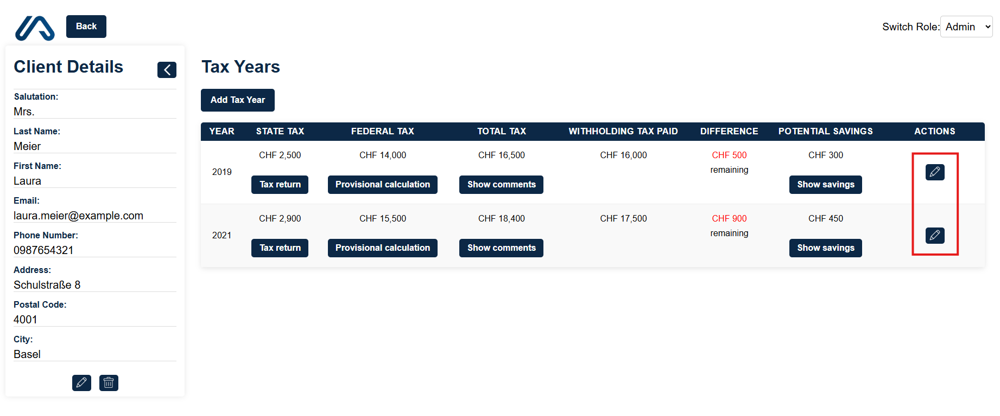 Back
Switch Role: Admin
Client Details
Salutation:
Mrs.
Last Name:
Meier
First Name:
Laura
Email:
laura.meier@example.com
Phone Number:
0987654321
Address:
Schulstraße 8
Postal Code:
4001
City:
Basel
Tax Years
Add Tax Year
YEAR STATE TAX FEDERAL TAX TOTAL TAX WITHHOLDING TAX PAID DIFFERENCE POTENTIAL SAVINGS ACTIONS
CHF 2,500 CHF 14,000 CHF 16,500 CHF 16,000 CHF 500 CHF 300
2019 remaining
Tax return Provisional calculation Show comments Show savings
CHF 2,900 CHF 15,500 CHF 18,400 CHF 17,500 CHF 900 CHF 450
2021 remaining
Tax return Provisional calculation Show comments Show savings